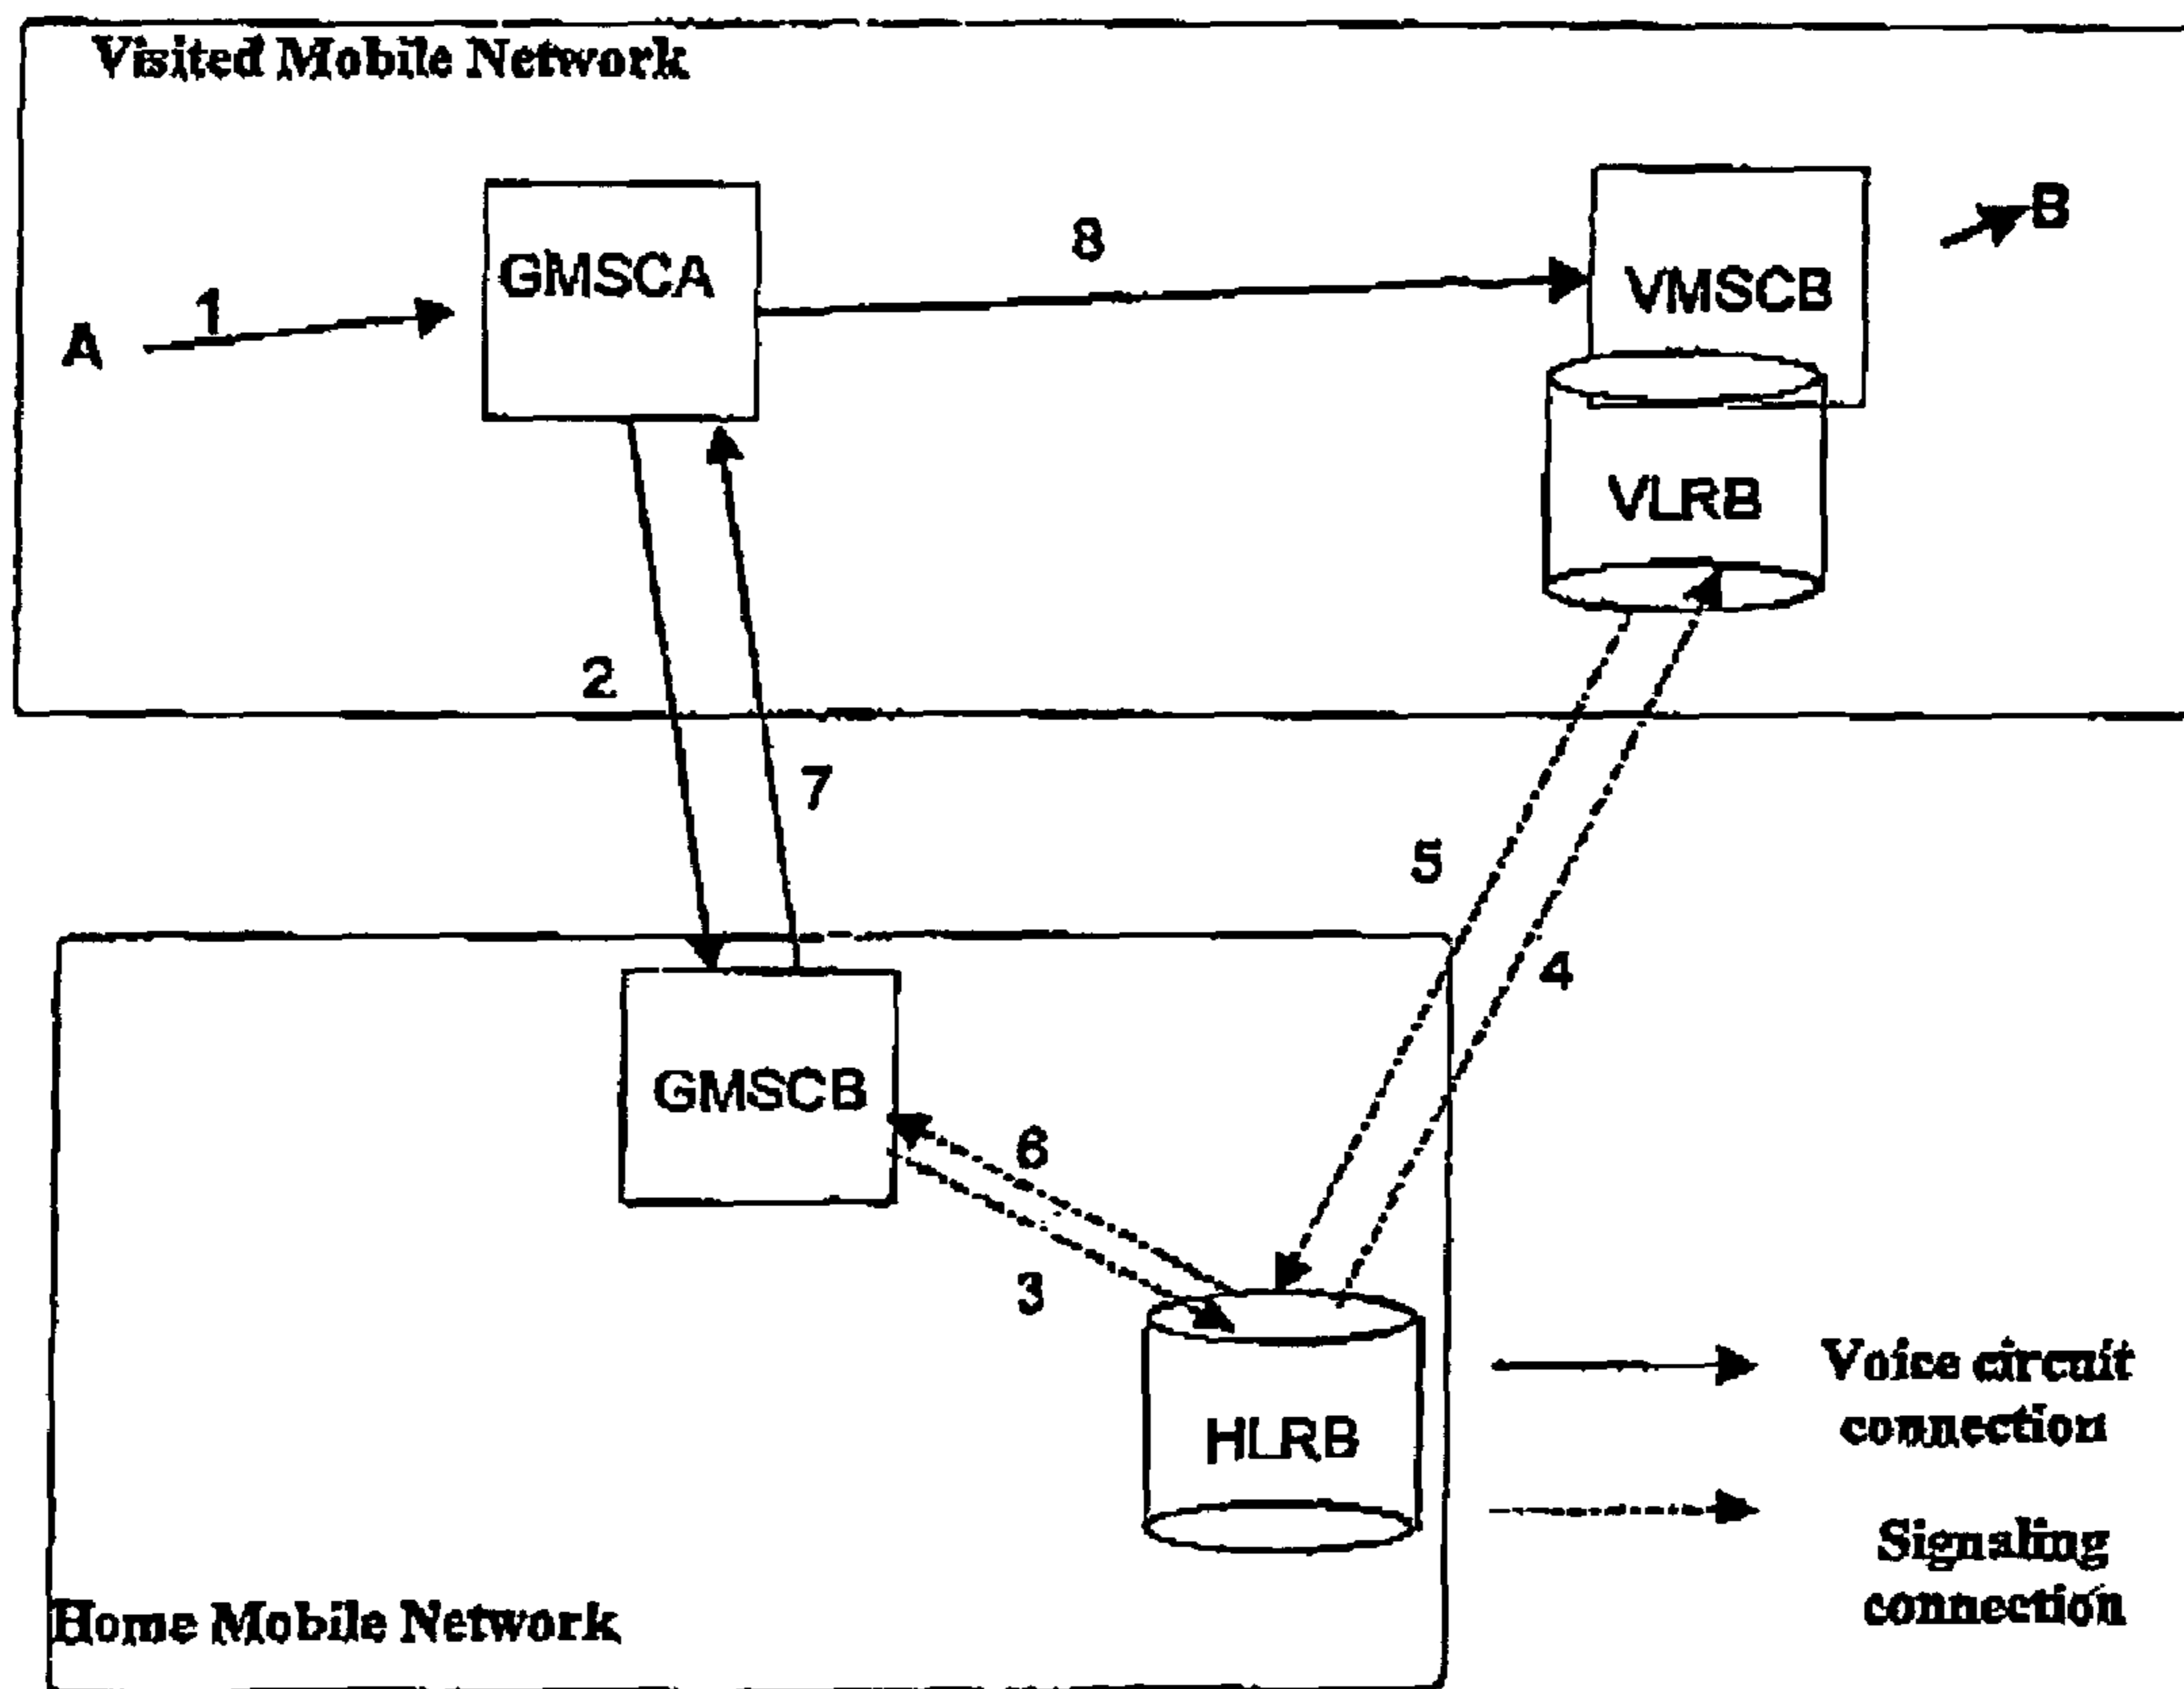 Visited Mobile Network
GMSCA
8
VMSCB
B
A
1
VLRB
2
7
5
4
GMSCB
6
3
HLRB
Voice circuit
connection
Signaling
connection
Home Mobile Network